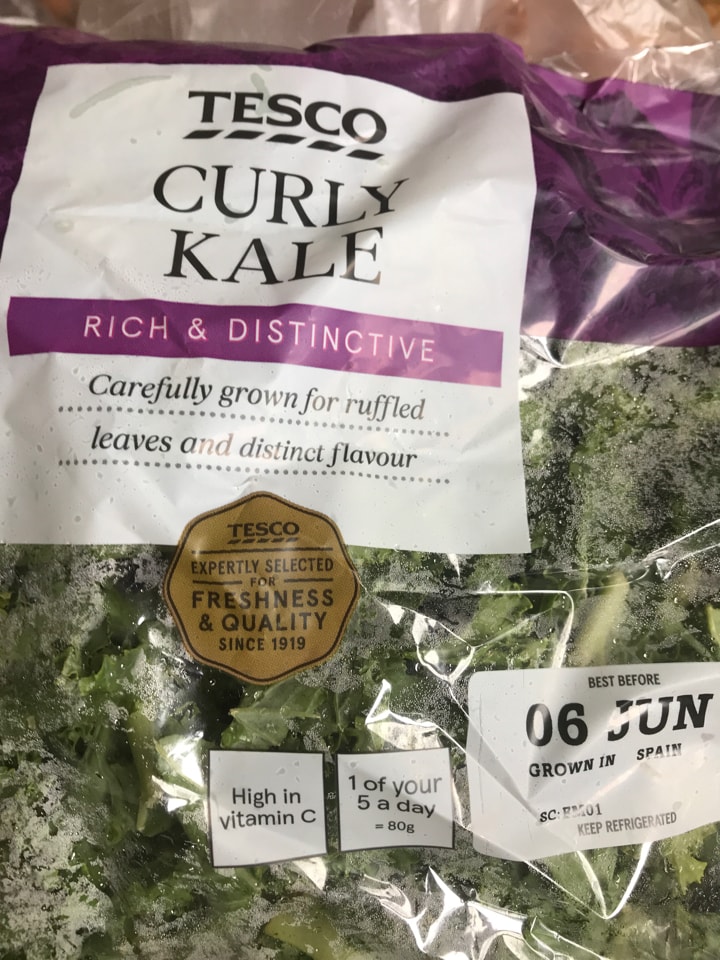 TESCO
CURLY
KALE
RICH & DISTINCTIVE
Carefully grown for ruffled
leaves and distinct flavour
TESCO
EXPERTLY SELECTED
FOR
FRESHNESS
& QUALITY
SINCE 1919
High in
vitamin C
1 of your
5 a day
= 80g
BEST BEFORE
06 JUN
GROWN IN SPAIN
SC: FM01
KEEP REFRIGERATED